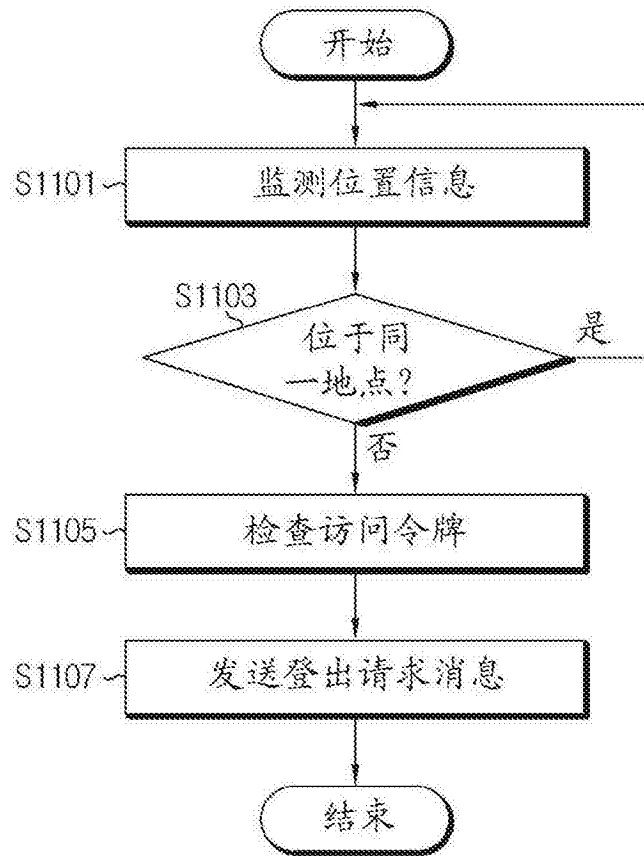 开始
S1101
监测位置信息
S1103
位于同
一地点?
是
否
S1105
检查访问令牌
S1107
发送登出请求消息
结束